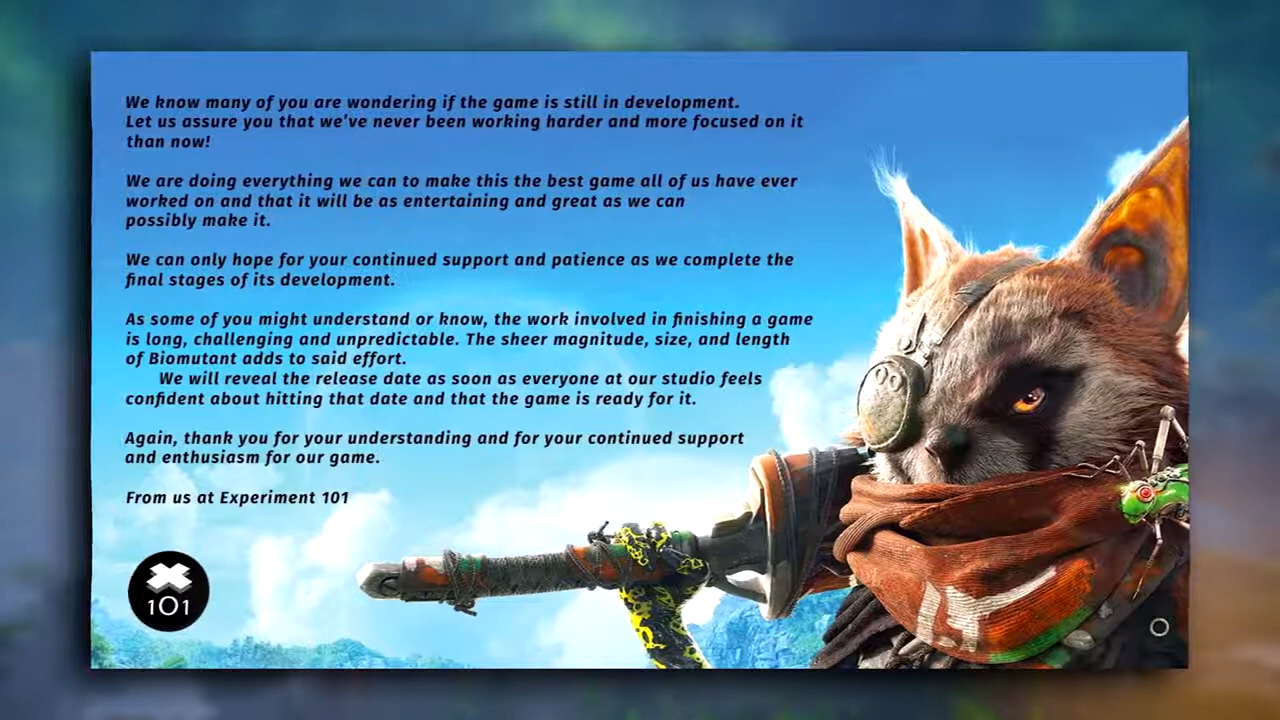 We know many of you are wondering if the game is still in development.
Let us assure you that we've never been working harder and more focused on it
than now!
We are doing everything we can to make this the best game all of us have ever
worked on and that it will be as entertaining and great as we can
possibly make it.
We can only hope for your continued support and patience as we complete the
final stages of its development.
As some of you might understand or know, the work involved in finishing a game
is long, challenging and unpredictable. The sheer magnitude, size, and length
of Biomutant adds to said effort.
We will reveal the release date as soon as everyone at our studio feels
confident about hitting that date and that the game is ready for it.
Again, thank you for your understanding and for your continued support
and enthusiasm for our game.
From us at Experiment 101
101